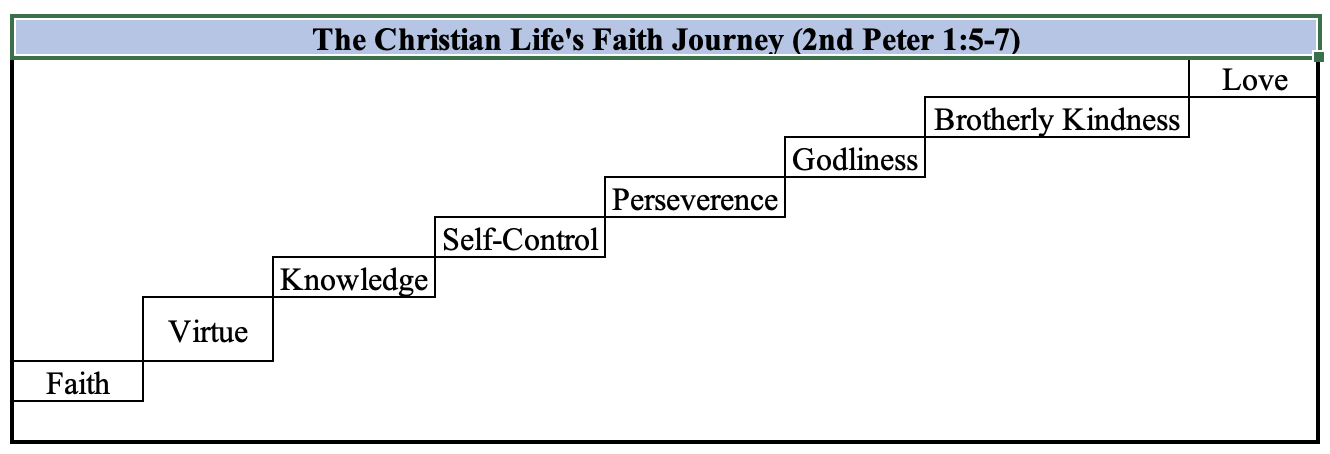 The Christian Life's Faith Journey (2nd Peter 1:5-7)
Love
Brotherly Kindness
Godliness
Perseverence
Self-Control
Knowledge
Virtue
Faith